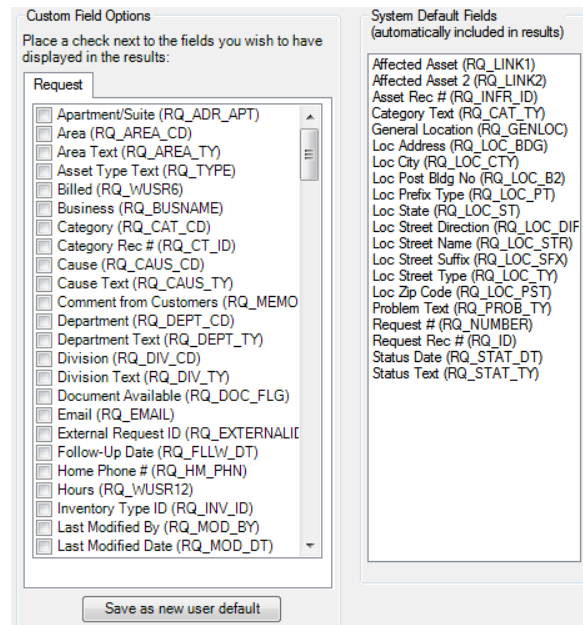 Custom Field Options
Place a check next to the fields you wish to have
displayed in the results:
Request
Apartment/Suite (RQ_ADR_APT)
Area (RQ_AREA_CD)
Area Text (RQ_AREA_TY)
Asset Type Text (RQ_TYPE)
Billed (RQ_WUSR6)
Business (RQ_BUSNAME)
Category (RQ_CAT_CD)
Category Rec # (RQ_CT_ID)
Cause (RQ_CAUS_CD)
Cause Text (RQ_CAUS_TY)
Comment from Customers (RQ_MEMO
Department (RQ_DEPT_CD)
Department Text (RQ_DEPT_TY)
Division (RQ_DIV_CD)
Division Text (RQ_DIV_TY)
Document Available (RQ_DOC_FLG)
Email (RQ_EMAIL)
External Request ID (RQ_EXTERNALID
Follow-Up Date (RQ_FLLW_DT)
Home Phone # (RQ_HM_PHN)
Hours (RQ_WUSR12)
Inventory Type ID (RQ_INV_ID)
Last Modified By (RQ_MOD_BY)
Last Modified Date (RQ_MOD_DT)
Save as new user default
System Default Fields
(automatically included in results)
Affected Asset (RQ_LINK1)
Affected Asset 2 (RQ_LINK2)
Asset Rec # (RQ_INFR_ID)
Category Text (RQ_CAT_TY)
General Location (RQ_GENLOC)
Loc Address (RQ_LOC_BDG)
Loc City (RQ_LOC_CTY)
Loc Post Bldg No (RQ_LOC_B2)
Loc Prefix Type (RQ_LOC_PT)
Loc State (RQ_LOC_ST)
Loc Street Direction (RQ_LOC_DIF
Loc Street Name (RQ_LOC_STR)
Loc Street Suffix (RQ_LOC_SFX)
Loc Street Type (RQ_LOC_TY)
Loc Zip Code (RQ_LOC_PST)
Problem Text (RQ_PROB_TY)
Request # (RQ_NUMBER)
Request Rec # (RQ_ID)
Status Date (RQ_STAT_DT)
Status Text (RQ_STAT_TY)